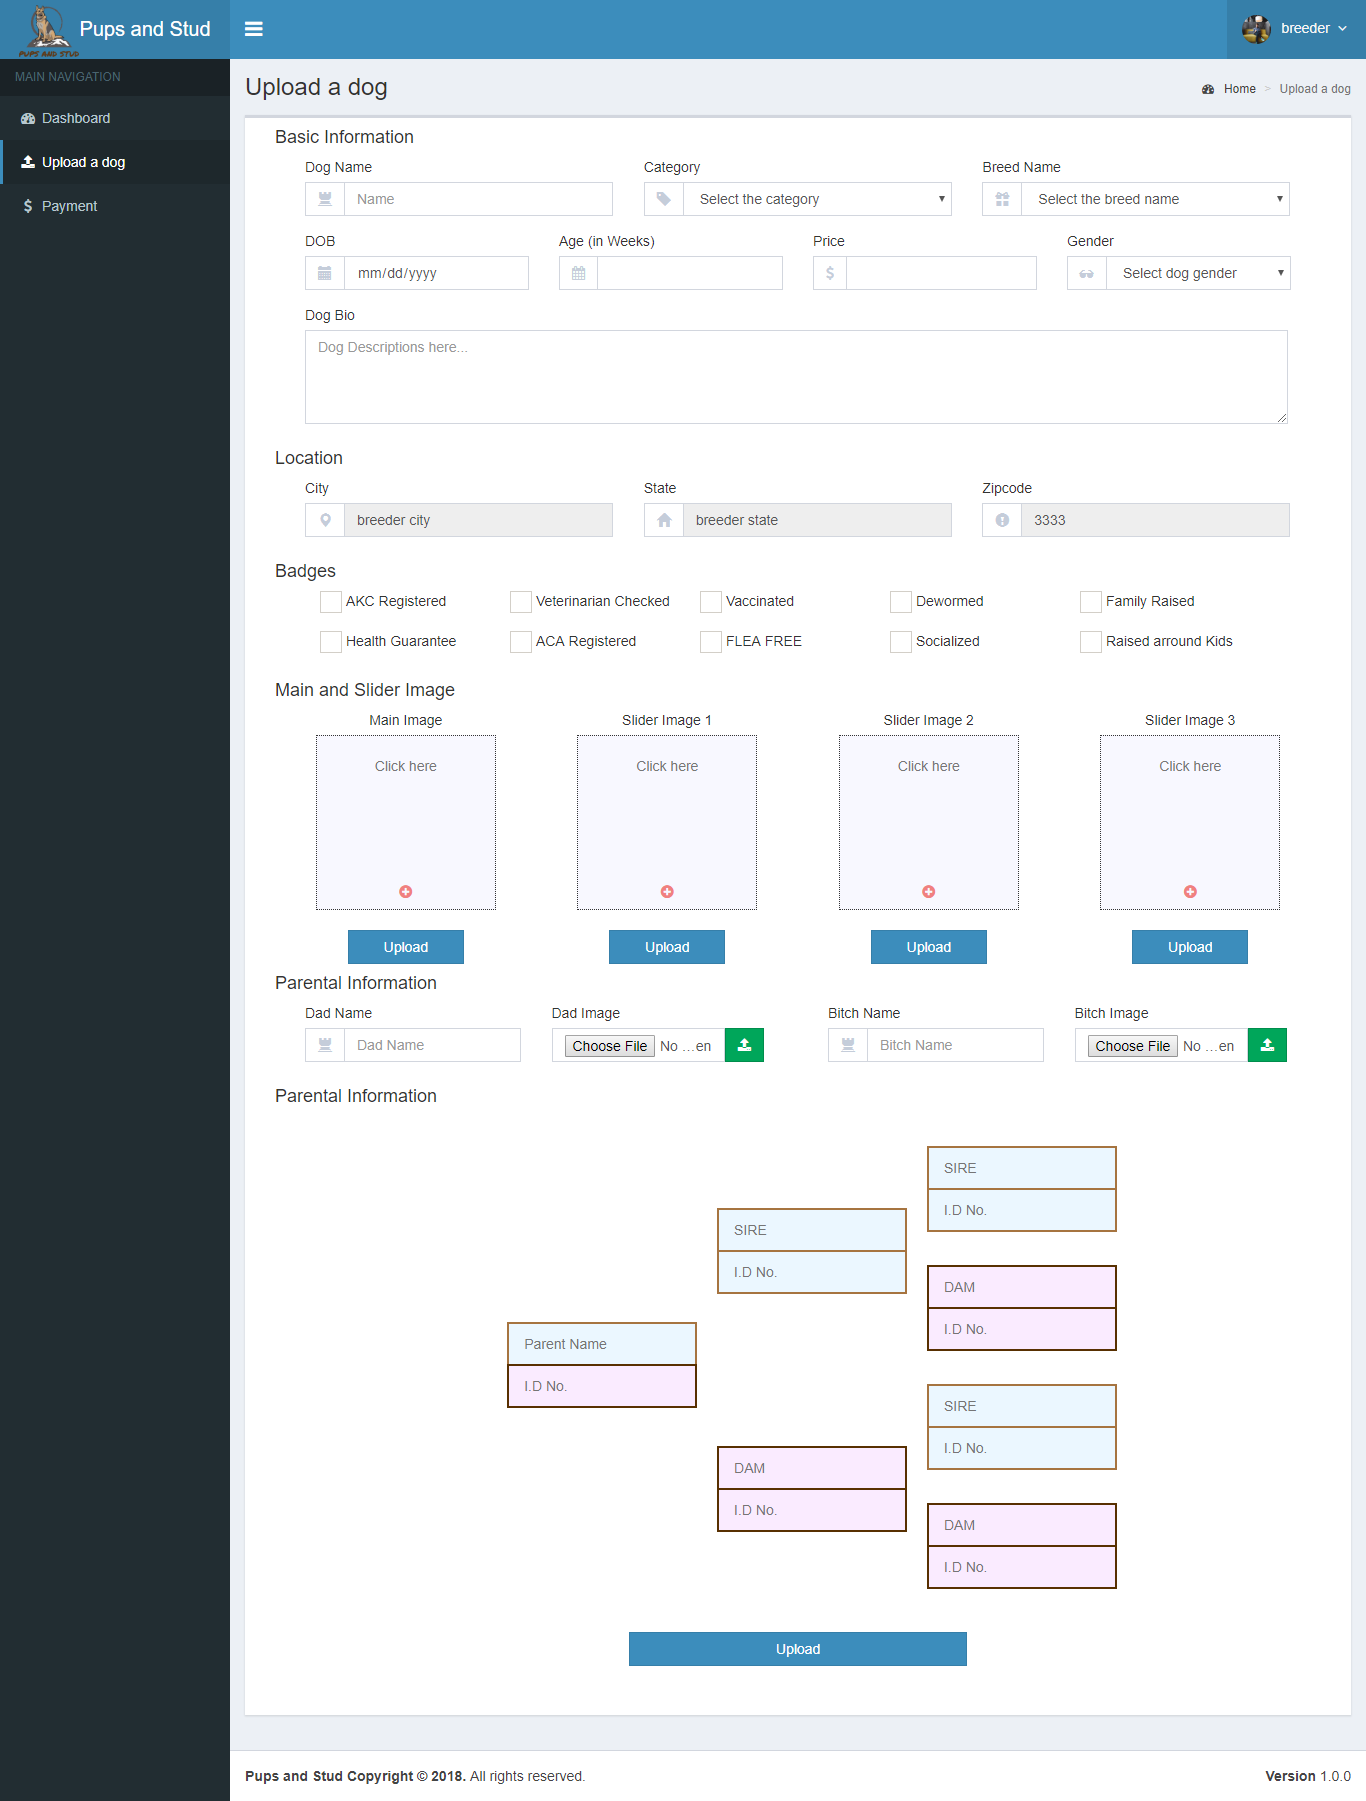 PUPS AND STUD
Pups and Stud
breeder
MAIN NAVIGATION
Dashboard
Upload a dog
Payment
Upload a dog
Home > Upload a dog
Basic Information
Dog Name Category Breed Name
Name Select the category Select the breed name
DOB Age (in Weeks) Price Gender
mm/dd/yyyy $ Select dog gender
Dog Bio
Dog Descriptions here...
Location
City State Zipcode
breeder city breeder state 3333
Badges
AKC Registered Veterinarian Checked Vaccinated Dewormed Family Raised
Health Guarantee ACA Registered FLEA FREE Socialized Raised arround Kids
Main and Slider Image
Main Image Slider Image 1 Slider Image 2 Slider Image 3
Click here Click here Click here Click here
Upload Upload Upload Upload
Parental Information
Dad Name Dad Image Bitch Name Bitch Image
Dad Name Choose File No ...en Bitch Name Choose File No ...en
Parental Information
SIRE
I.D No.
SIRE
I.D No.
DAM
I.D No.
Parent Name
I.D No.
SIRE
I.D No.
DAM
I.D No.
DAM
I.D No.
Upload
Pups and Stud Copyright © 2018. All rights reserved. Version 1.0.0